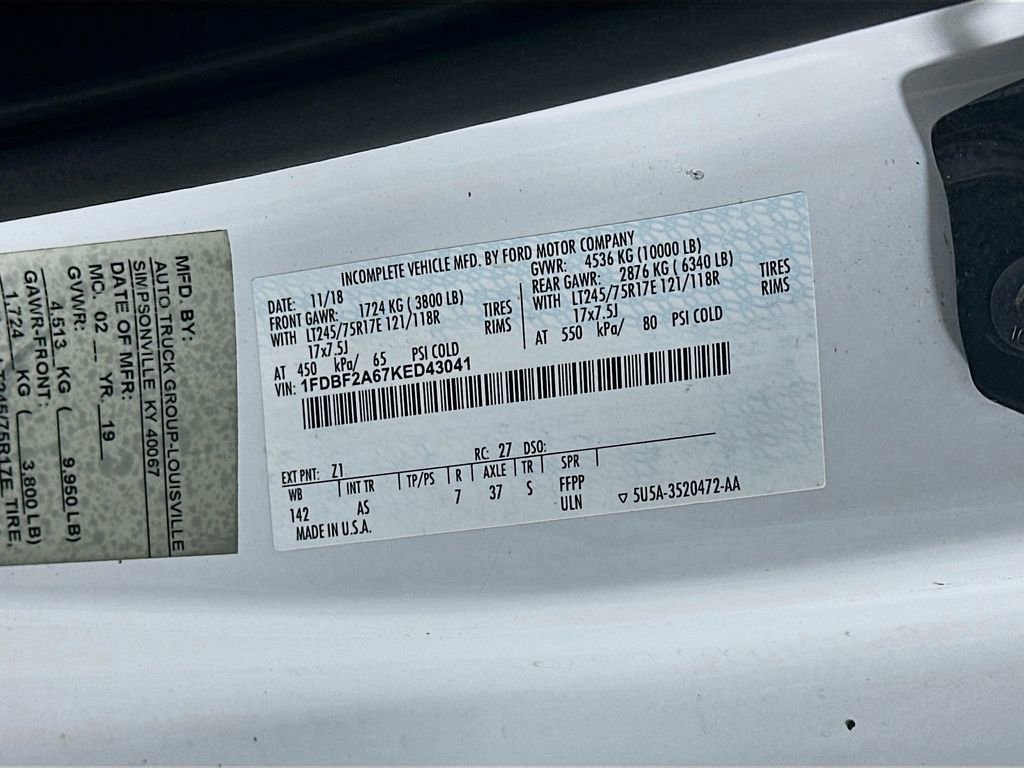 MFD. BY:
AUTO TRUCK GROUP-LOUISVILLE
SIMPSONVILLE, KY 40067
DATE OF MFR:
MO. 02 YR. 19
GVWR:
4,513 KG ( 9,950 LB)
GAWR-FRONT:
1,724 KG ( 3,800 LB)
LT245/75R17E TIRE,
INCOMPLETE VEHICLE MFD. BY FORD MOTOR COMPANY
DATE: 11/18 GVWR: 4536 KG (10000 LB)
FRONT GAWR: 1724 KG ( 3800 LB) REAR GAWR: 2876 KG ( 6340 LB)
WITH LT245/75R17E 121/118R TIRES WITH LT245/75R17E 121/118R TIRES
17x7.5J RIMS 17x7.5J RIMS
AT 450 kPa/ 65 PSI COLD AT 550 kPa/ 80 PSI COLD
VIN: 1FDBF2A67KED43041
EXT PNT: Z1 RC: 27 DSO:
WB INT TR TP/PS R AXLE TR SPR
142 AS 7 37 S FFPP
ULN
MADE IN U.S.A. ▽ 5U5A-3520472-AA